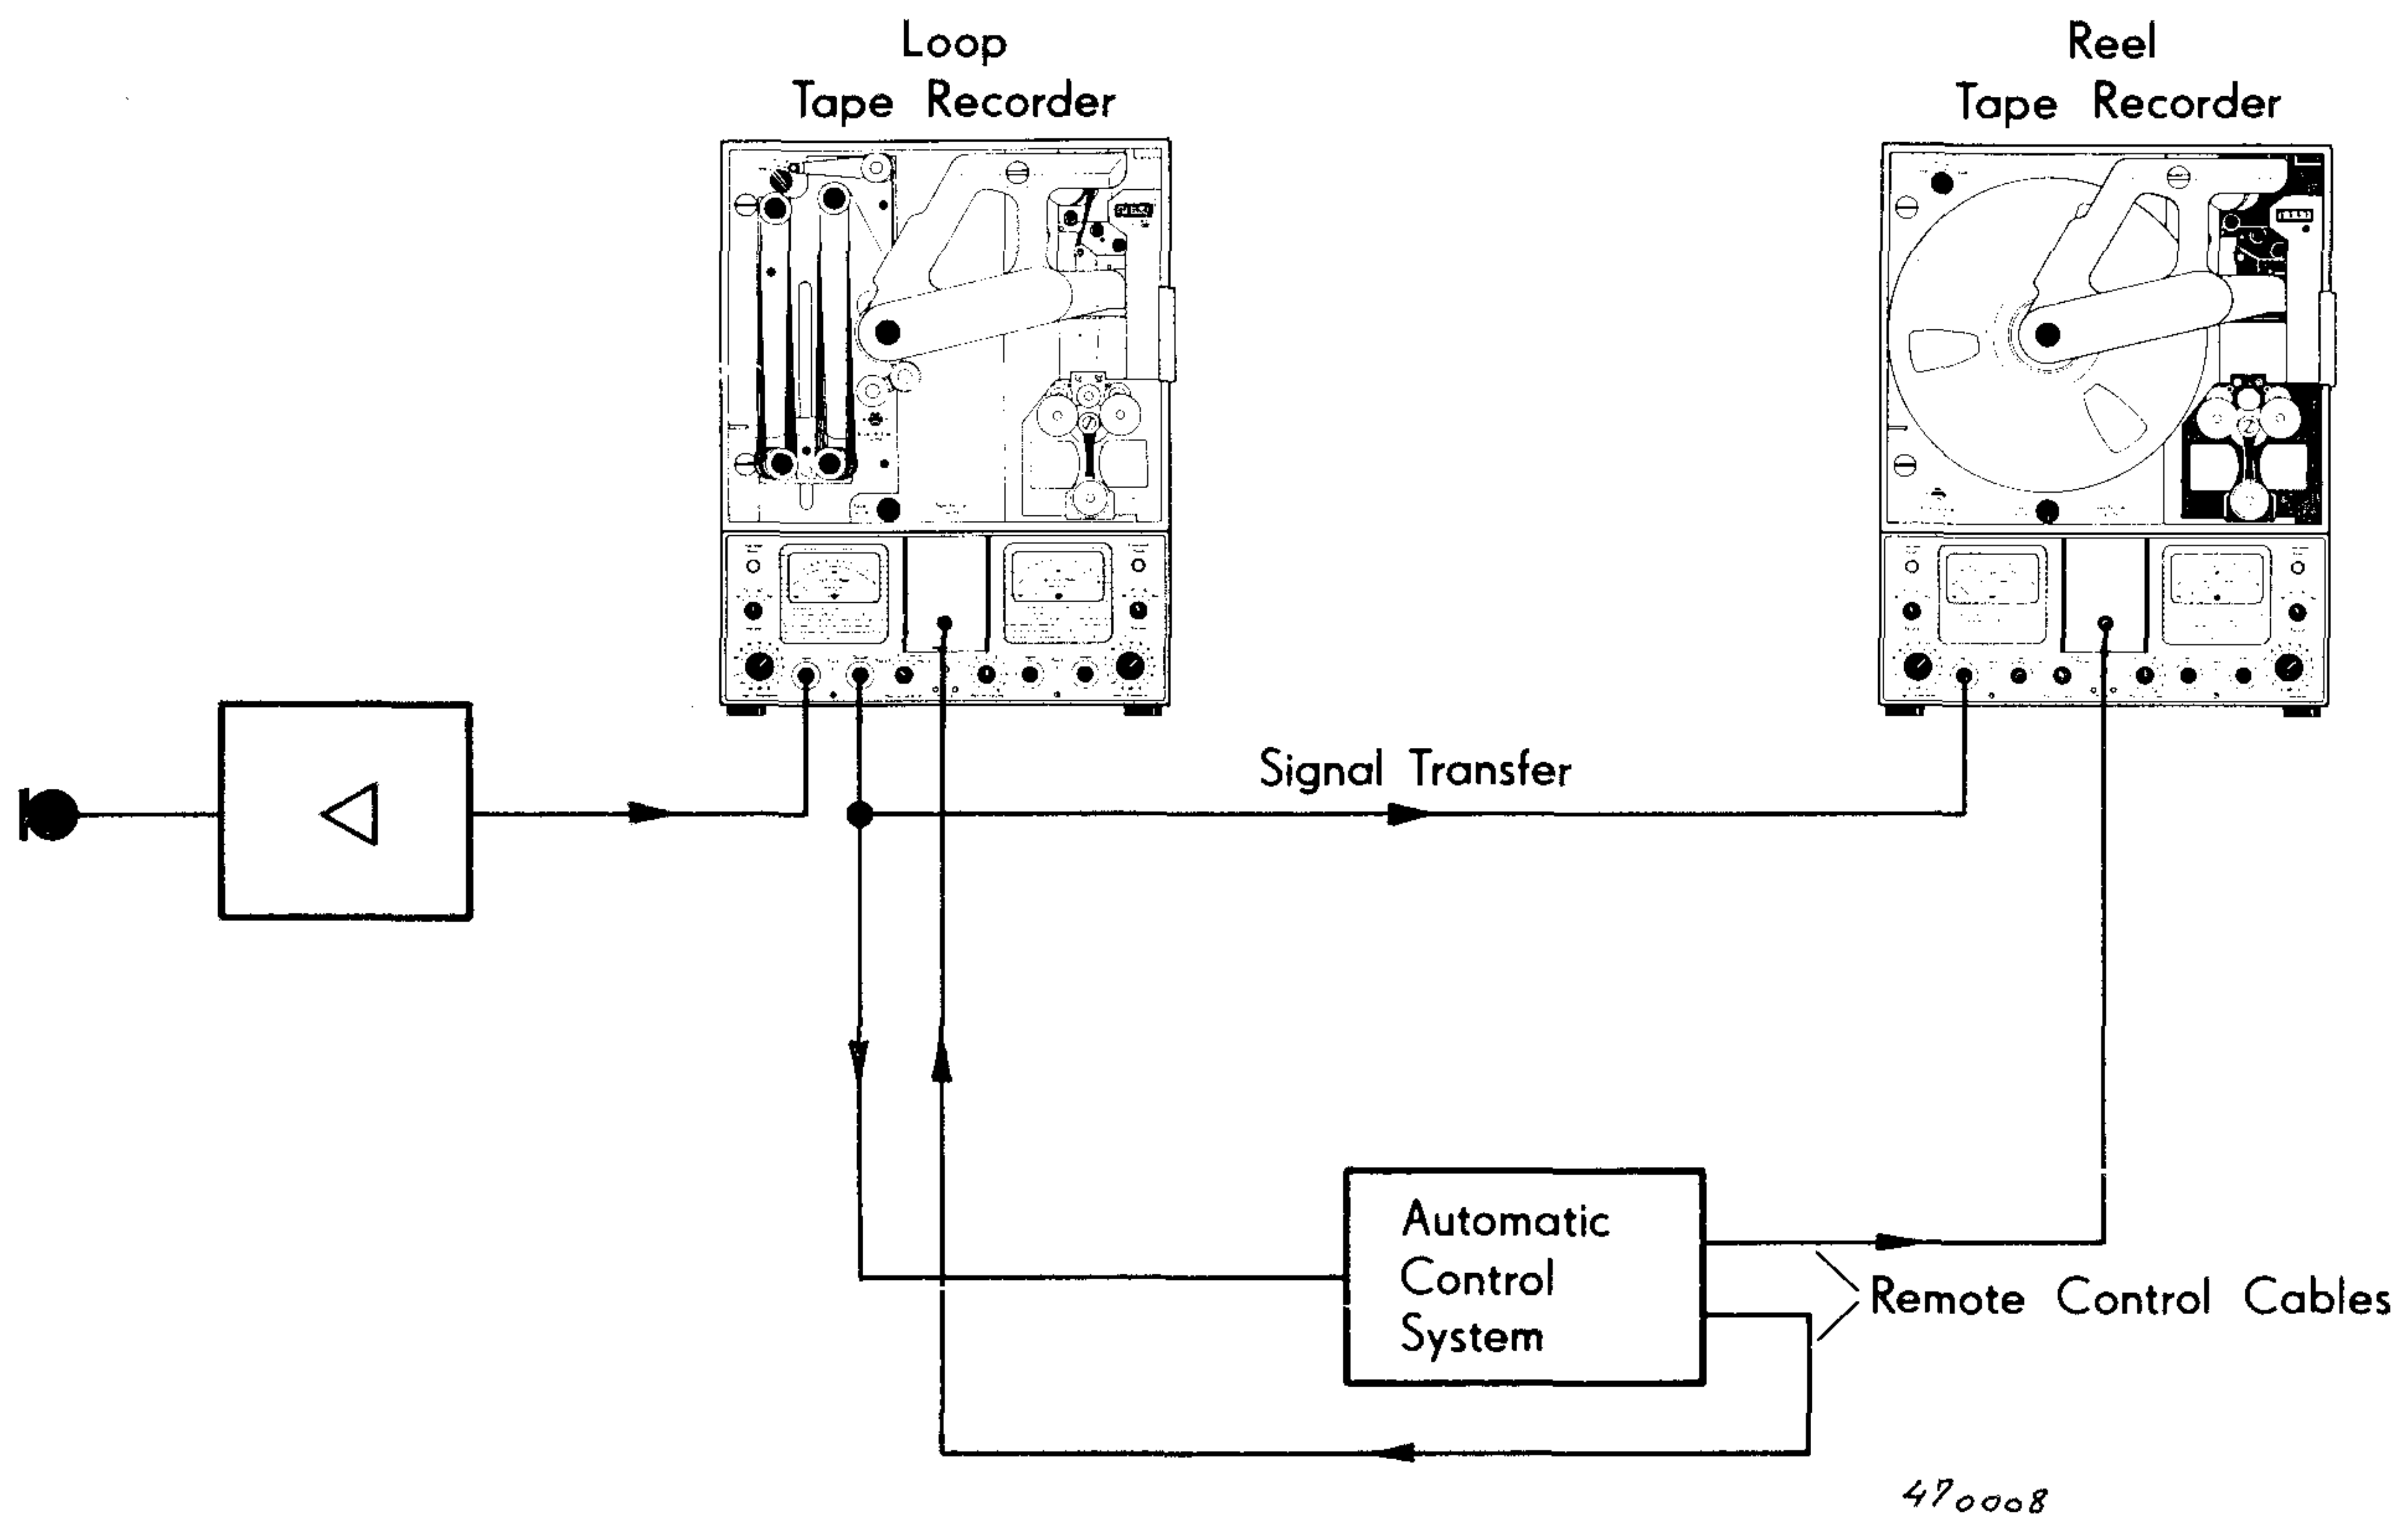 Loop
Tape Recorder
Reel
Tape Recorder
Signal Transfer
Automatic
Control
System
Remote Control Cables
470008